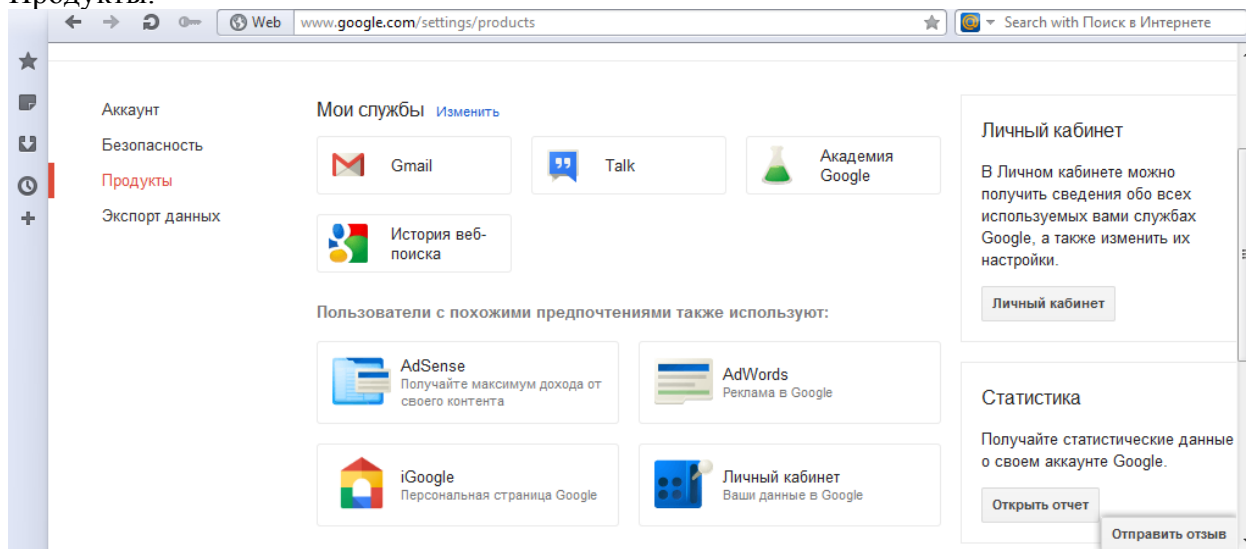 Продукты.
Web
www.google.com/settings/products
Search with Поиск в Интернете
Аккаунт
Безопасность
Продукты
Экспорт данных
Мои службы Изменить
Gmail
Talk
Академия
Google
История веб-
поиска
Пользователи с похожими предпочтениями также используют:
AdSense
Получайте максимум дохода от
своего контента
AdWords
Реклама в Google
iGoogle
Персональная страница Google
Личный кабинет
Ваши данные в Google
Личный кабинет
В Личном кабинете можно
получить сведения обо всех
используемых вами службах
Google, а также изменить их
настройки.
Личный кабинет
Статистика
Получайте статистические данные
о своем аккаунте Google.
Открыть отчет
Отправить отзыв